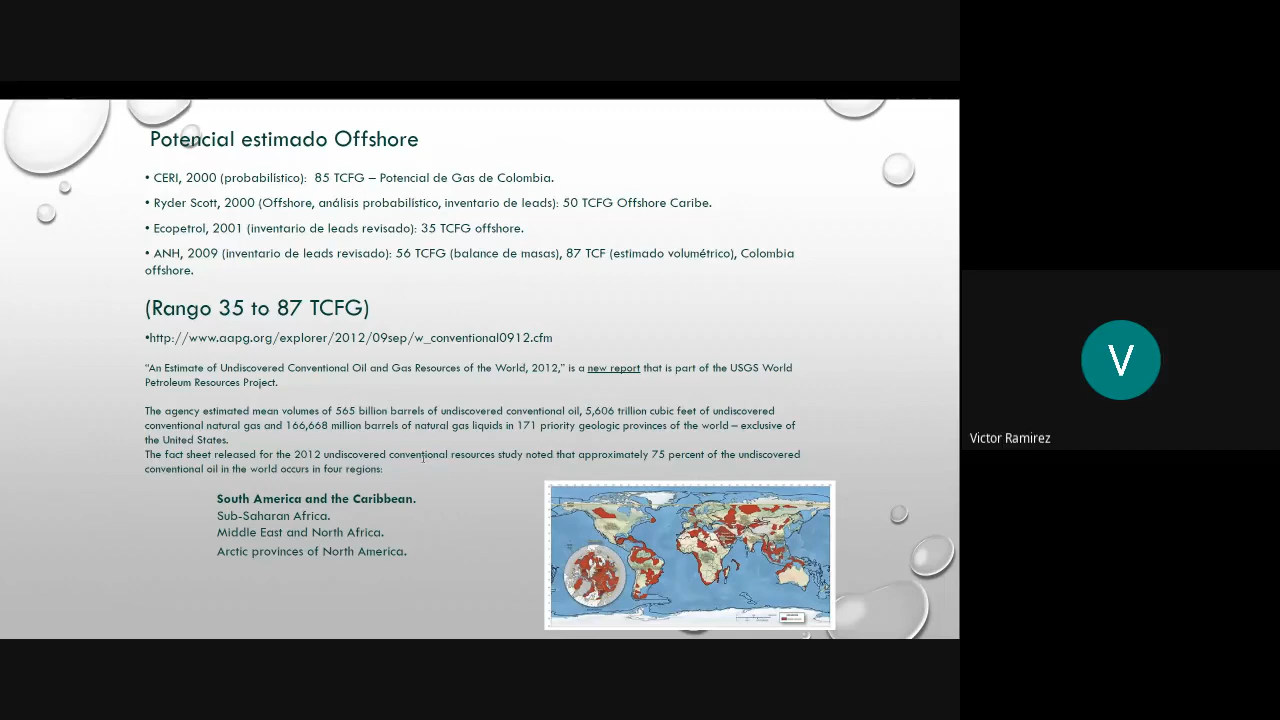 Potencial estimado Offshore
• CERI, 2000 (probabilístico): 85 TCFG – Potencial de Gas de Colombia.
• Ryder Scott, 2000 (Offshore, análisis probabilístico, inventario de leads): 50 TCFG Offshore Caribe.
• Ecopetrol, 2001 (inventario de leads revisado): 35 TCFG offshore.
• ANH, 2009 (inventario de leads revisado): 56 TCFG (balance de masas), 87 TCF (estimado volumétrico), Colombia
offshore.
(Rango 35 to 87 TCFG)
•http://www.aapg.org/explorer/2012/09sep/w_conventional0912.cfm
“An Estimate of Undiscovered Conventional Oil and Gas Resources of the World, 2012,” is a new report that is part of the USGS World
Petroleum Resources Project.
The agency estimated mean volumes of 565 billion barrels of undiscovered conventional oil, 5,606 trillion cubic feet of undiscovered
conventional natural gas and 166,668 million barrels of natural gas liquids in 171 priority geologic provinces of the world – exclusive of
the United States.
The fact sheet released for the 2012 undiscovered conventional resources study noted that approximately 75 percent of the undiscovered
conventional oil in the world occurs in four regions:
South America and the Caribbean.
Sub-Saharan Africa.
Middle East and North Africa.
Arctic provinces of North America.
V
Victor Ramirez